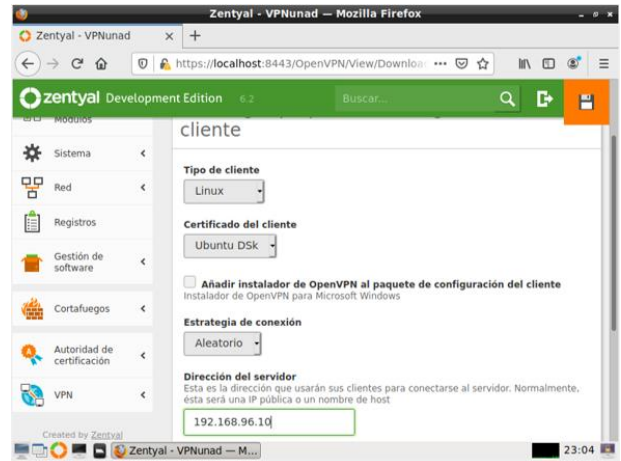 Zentyal - VPNunad — Mozilla Firefox
Zentyal - VPNunad
https://localhost:8443/OpenVPN/View/Downloa
zentyal Development Edition 6.2 Buscar...
Módulos
Sistema
Red
Registros
Gestión de
software
Cortafuegos
Autoridad de
certificación
VPN
Created by Zentyal
cliente
Tipo de cliente
Linux
Certificado del cliente
Ubuntu DSk
Añadir instalador de OpenVPN al paquete de configuración del cliente
Instalador de OpenVPN para Microsoft Windows
Estrategia de conexión
Aleatorio
Dirección del servidor
Esta es la dirección que usarán sus clientes para conectarse al servidor. Normalmente,
ésta será una IP pública o un nombre de host
192.168.96.10
Zentyal - VPNunad — M...
23:04